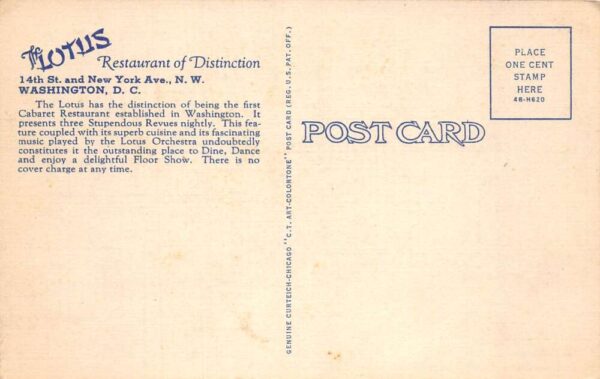 The LOTUS
Restaurant of Distinction
14th St. and New York Ave., N. W.
WASHINGTON, D. C.
The Lotus has the distinction of being the first
Cabaret Restaurant established in Washington. It
presents three Stupendous Revues nightly. This fea-
ture coupled with its superb cuisine and its fascinating
music played by the Lotus Orchestra undoubtedly
constitutes it the outstanding place to Dine, Dance
and enjoy a delightful Floor Show. There is no
cover charge at any time.
GENUINE CURTEICH-CHICAGO "C.T. ART-COLORTONE" POST CARD (REG. U.S. PAT. OFF.)
POST CARD
PLACE
ONE CENT
STAMP
HERE
4B-H620